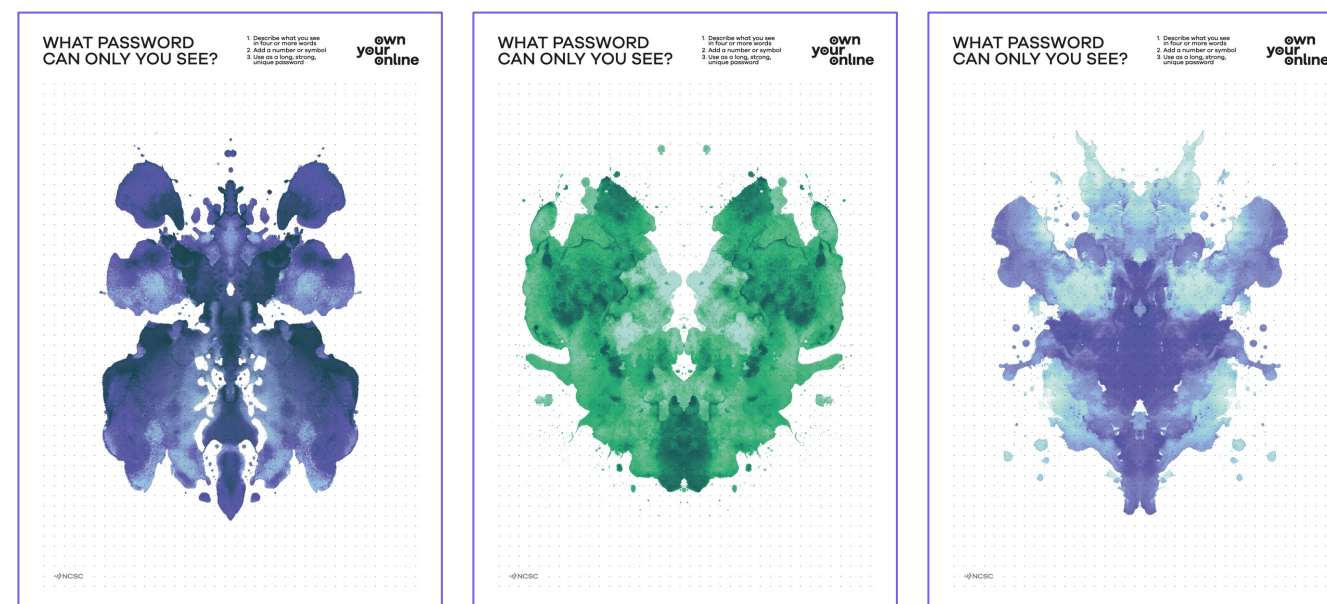 WHAT PASSWORD
CAN ONLY YOU SEE?
1. Describe what you see
in four or more words
2. Add a number or symbol
3. Use as a long, strong,
unique password
own
your
online
NCSC
WHAT PASSWORD
CAN ONLY YOU SEE?
1. Describe what you see
in four or more words
2. Add a number or symbol
3. Use as a long, strong,
unique password
own
your
online
NCSC
WHAT PASSWORD
CAN ONLY YOU SEE?
1. Describe what you see
in four or more words
2. Add a number or symbol
3. Use as a long, strong,
unique password
own
your
online
NCSC